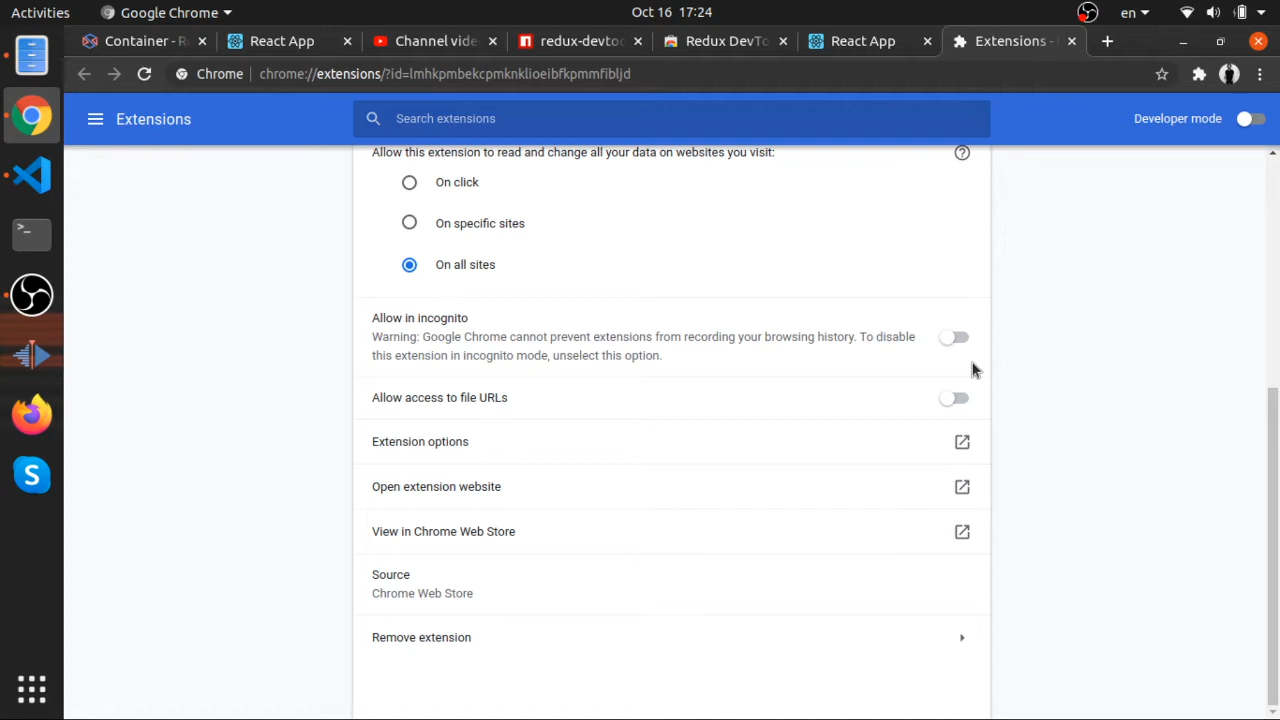 Activities
Google Chrome
Oct 16 17:24
en
Container - R
React App
Channel vide
redux-devtoo
Redux DevTo
React App
Extensions -
Chrome
chrome://extensions/?id=lmhkpmbekcpmknklioeibfkpmmfibljd
Extensions
Search extensions
Developer mode
Allow this extension to read and change all your data on websites you visit:
On click
On specific sites
On all sites
Allow in incognito
Warning: Google Chrome cannot prevent extensions from recording your browsing history. To disable
this extension in incognito mode, unselect this option.
Allow access to file URLs
Extension options
Open extension website
View in Chrome Web Store
Source
Chrome Web Store
Remove extension